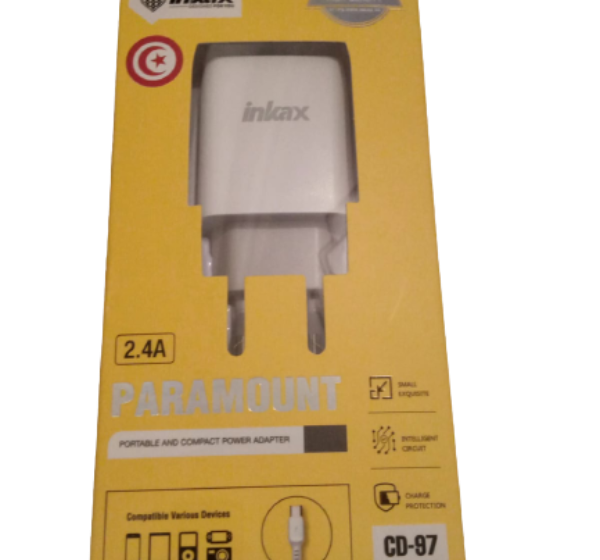 inkax
inkax
2.4A
PARAMOUNT
PORTABLE AND COMPACT POWER ADAPTER
SMALL
EXQUISITE
INTELLIGENT
CIRCUIT
CHARGE
PROTECTION
Compatible Various Devices
CD-97